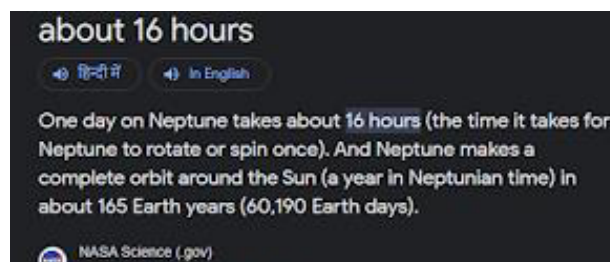 about 16 hours
हिन्दी में In English
One day on Neptune takes about 16 hours (the time it takes for
Neptune to rotate or spin once). And Neptune makes a
complete orbit around the Sun (a year in Neptunian time) in
about 165 Earth years (60,190 Earth days).
NASA Science (.gov)